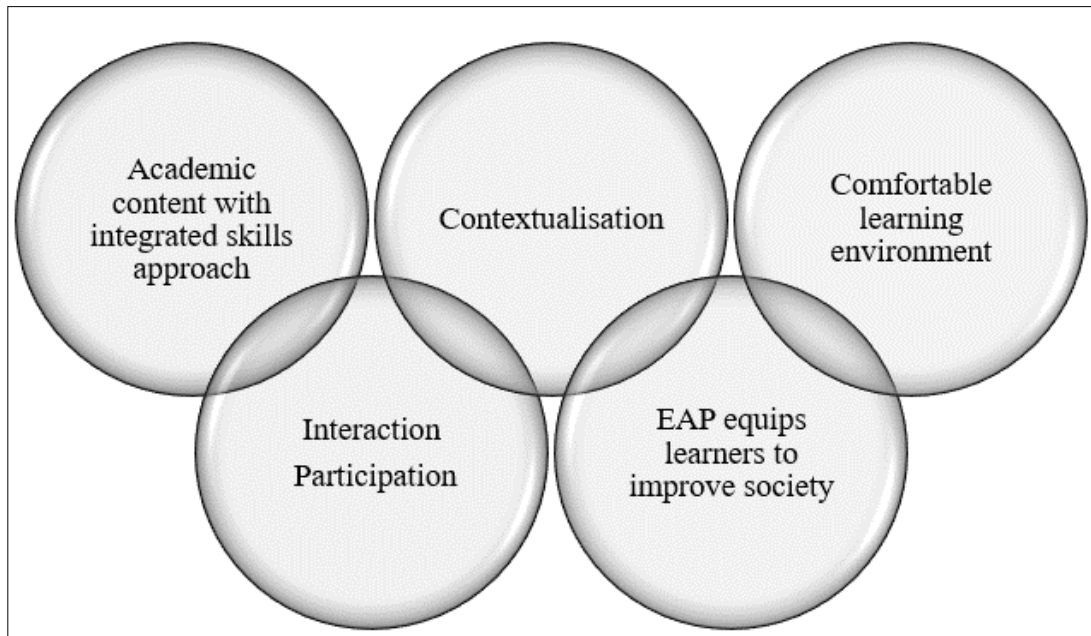 Academic
content with
integrated skills
approach
Contextualisation
Comfortable
learning
environment
Interaction
Participation
EAP equips
learners to
improve society